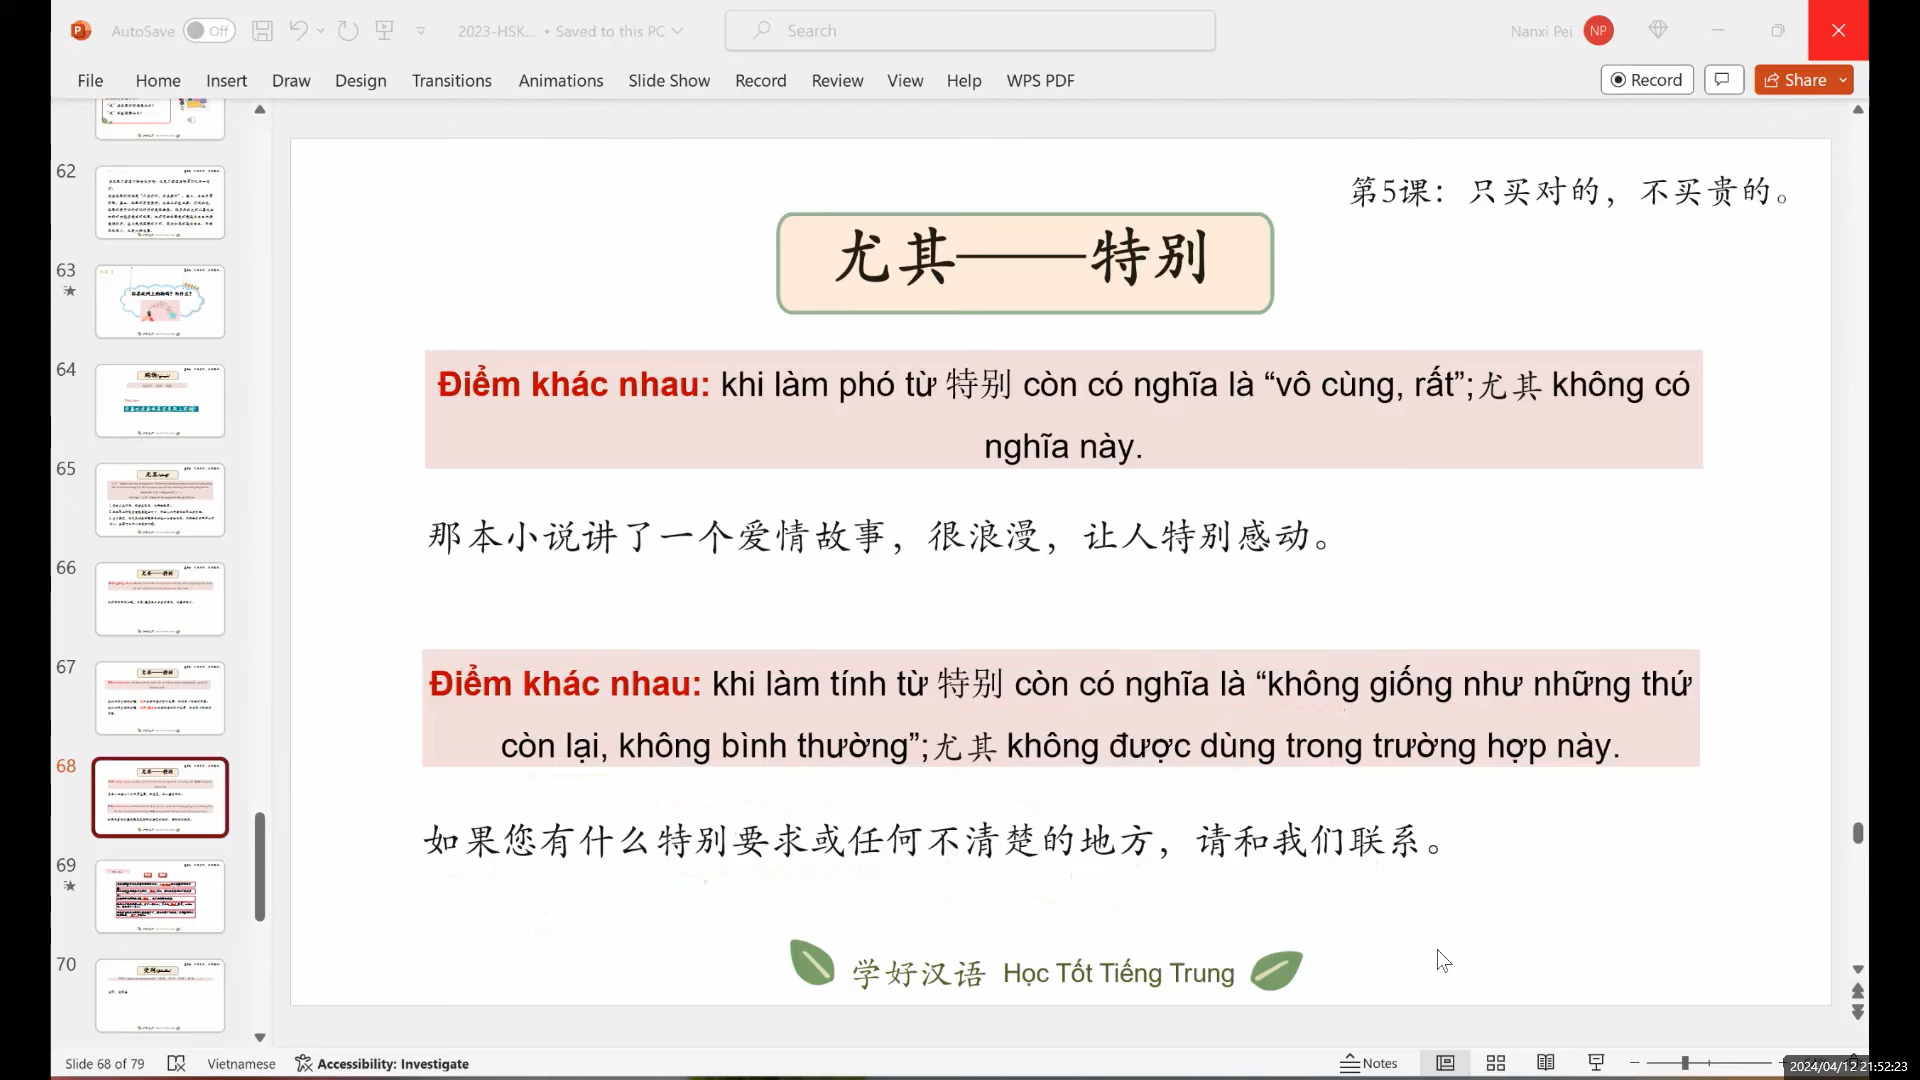 AutoSave Off 2023-HSK... • Saved to this PC Search Nanxi Pei NP
File Home Insert Draw Design Transitions Animations Slide Show Record Review View Help WPS PDF Record Share
62
63
64
65
66
67
68
69
70
第5课：只买对的，不买贵的。
尤其——特别
Điểm khác nhau: khi làm phó từ 特别 còn có nghĩa là “vô cùng, rất”;尤其 không có
nghĩa này.
那本小说讲了一个爱情故事，很浪漫，让人特别感动。
Điểm khác nhau: khi làm tính từ 特别 còn có nghĩa là “không giống như những thứ
còn lại, không bình thường”;尤其 không được dùng trong trường hợp này.
如果您有什么特别要求或任何不清楚的地方，请和我们联系。
学好汉语 Học Tốt Tiếng Trung
Slide 68 of 79 Vietnamese Accessibility: Investigate Notes
2024/04/12 21:52:23